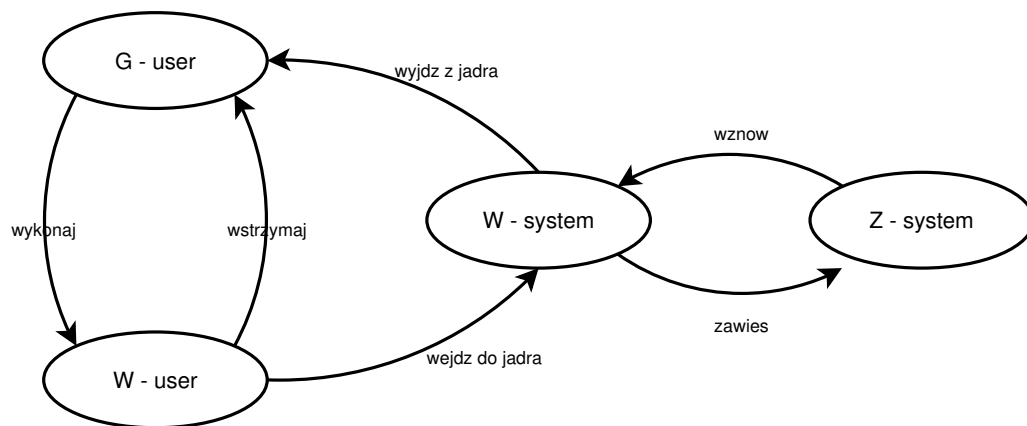 G - user
wyjdz z jadra
wznow
wykonaj
wstrzymaj
W - system
Z - system
zawies
wejdz do jadra
W - user